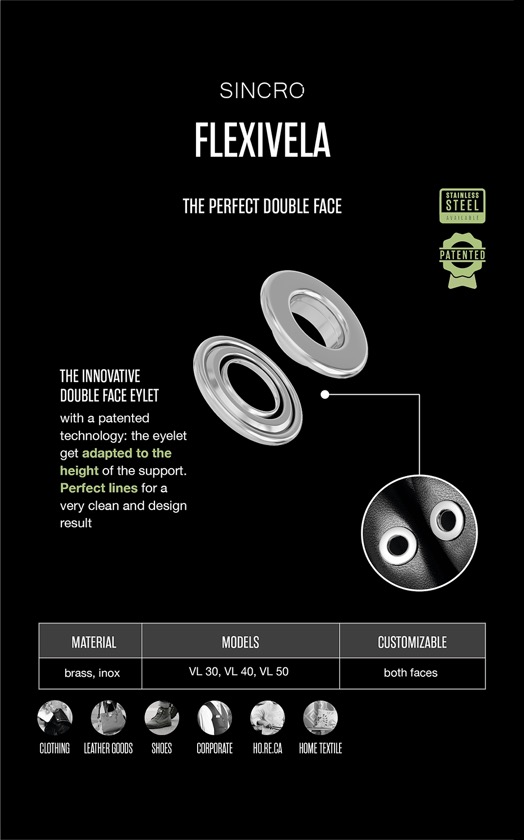 SINCRO
FLEXIVELA
THE PERFECT DOUBLE FACE
STAINLESS
STEEL
AVAILABLE
PATENTED
THE INNOVATIVE
DOUBLE FACE EYLET
with a patented
technology: the eyelet
get adapted to the
height of the support.
Perfect lines for a
very clean and design
result
MATERIAL MODELS CUSTOMIZABLE
brass, inox VL 30, VL 40, VL 50 both faces
CLOTHING LEATHER GOODS SHOES CORPORATE HO.RE.CA HOME TEXTILE